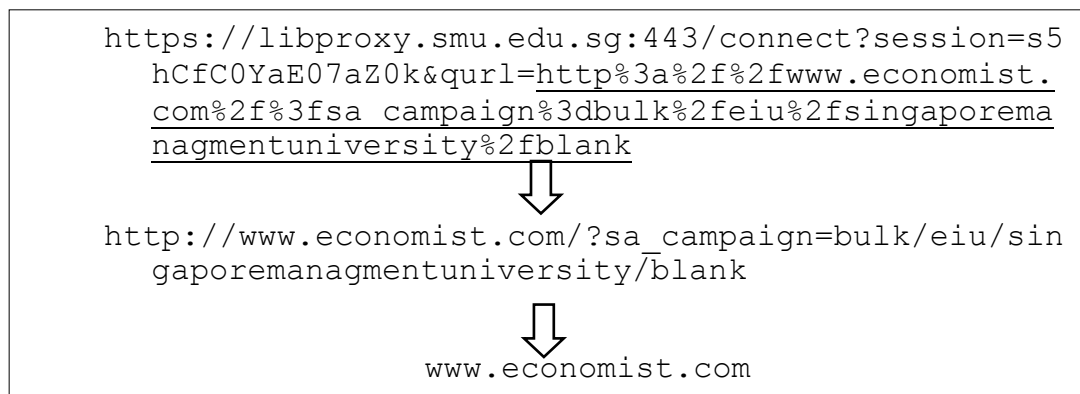 https://libproxy.smu.edu.sg:443/connect?session=s5
hCfC0YaE07aZ0k&qurl=http%3a%2f%2fwww.economist.
com%2f%3fsa_campaign%3dbulk%2feiu%2fsingaporema
nagmentuniversity%2fblank
http://www.economist.com/?sa_campaign=bulk/eiu/sin
gaporemanagmentuniversity/blank
www.economist.com